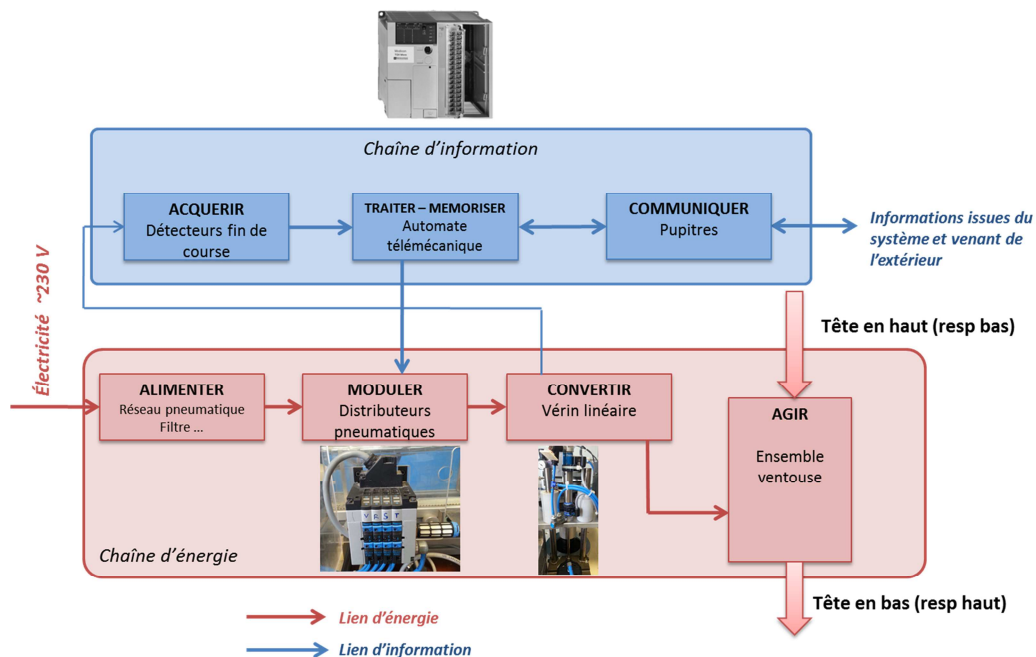 Chaîne d'information
ACQUERIR
Détecteurs fin de
course
TRAITER – MEMORISER
Automate
télémécanique
COMMUNIQUER
Pupitres
Informations issues du
système et venant de
l'extérieur
Électricité ~230 V
Tête en haut (resp bas)
ALIMENTER
Réseau pneumatique
Filtre ...
MODULER
Distributeurs
pneumatiques
CONVERTIR
Vérin linéaire
AGIR
Ensemble
ventouse
V E S T
Chaîne d'énergie
Tête en bas (resp haut)
Lien d'énergie
Lien d'information